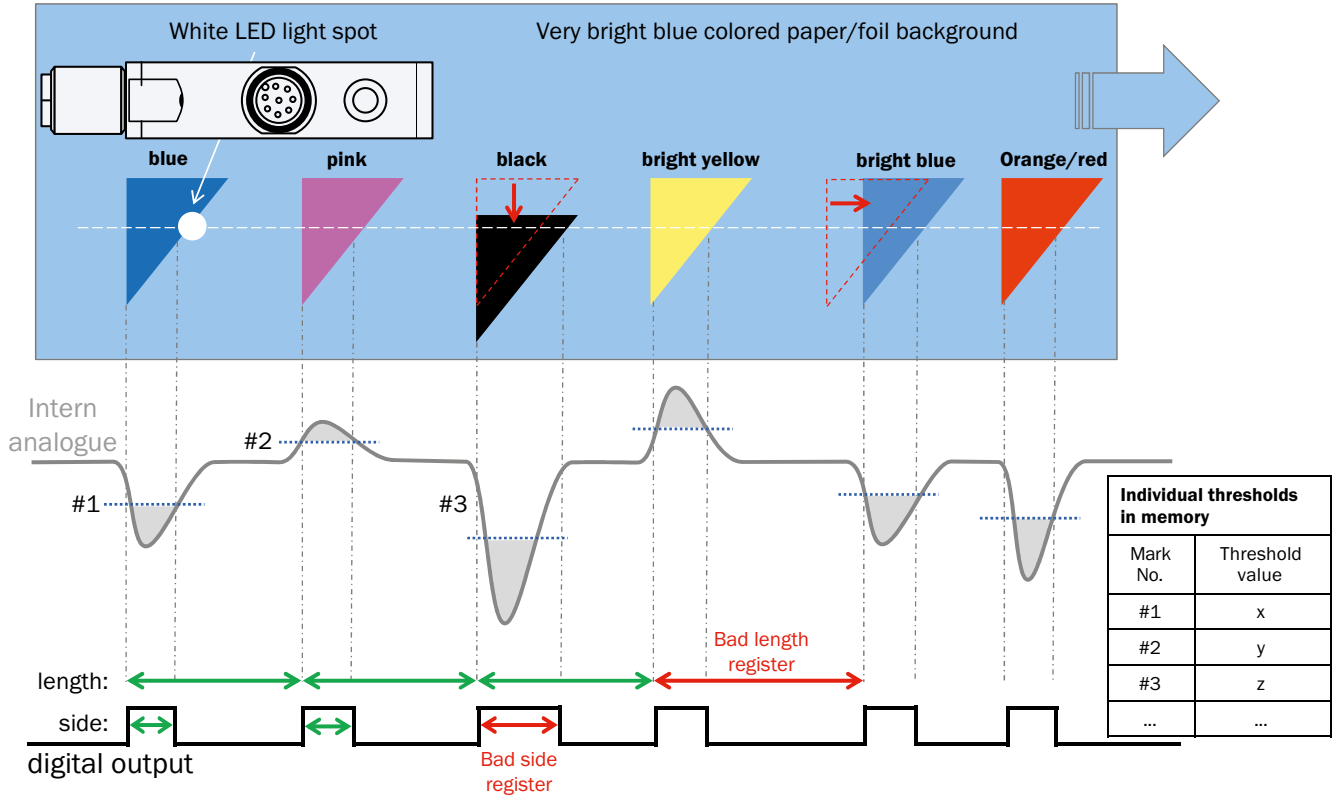 White LED light spot
Very bright blue colored paper/foil background
blue
pink
black
bright yellow
bright blue
Orange/red
Intern
analogue
#1
#2
#3
Individual thresholds
in memory
Mark
No.
Threshold
value
#1
x
#2
y
#3
z
...
...
Bad length
register
length:
side:
Bad side
register
digital output